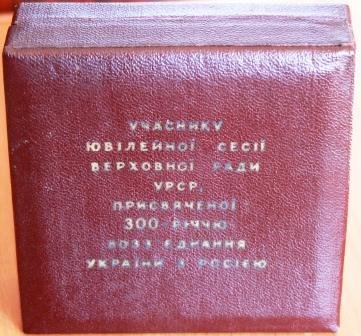 УЧАСНИКУ
ЮВІЛЕЙНОЇ СЕСІЇ
ВЕРХОВНОЇ РАДИ
УРСР,
ПРИСВЯЧЕНОЇ
300 РІЧЧЮ
ВОЗЗ'ЄДНАННЯ
УКРАЇНИ З РОСІЄЮ